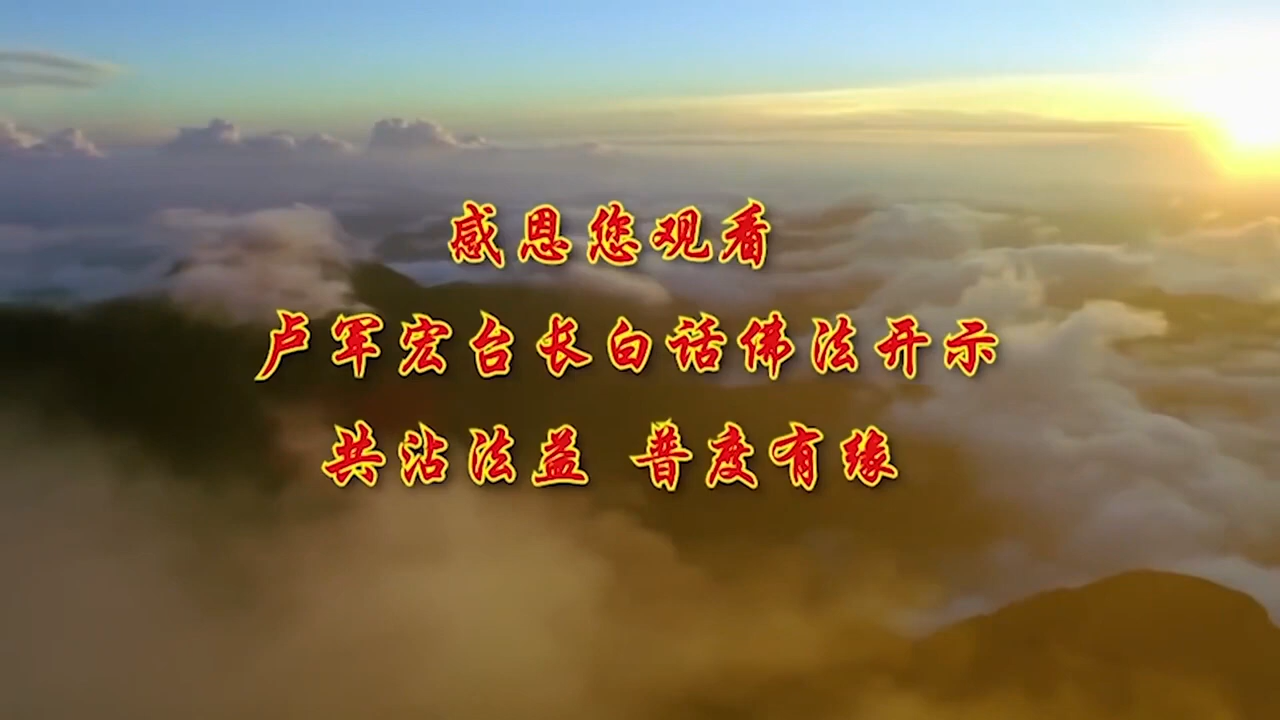 感恩您观看
卢军宏台长白话佛法开示
共沾法益 普度有缘